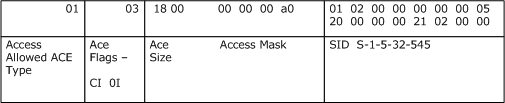 01
03
18 00 00 00 00 a0
01 02 00 00 00 00 00 05
20 00 00 00 21 02 00 00
Access
Allowed ACE
Type
Ace
Flags –
CI 0I
Ace
Size
Access Mask
SID S-1-5-32-545